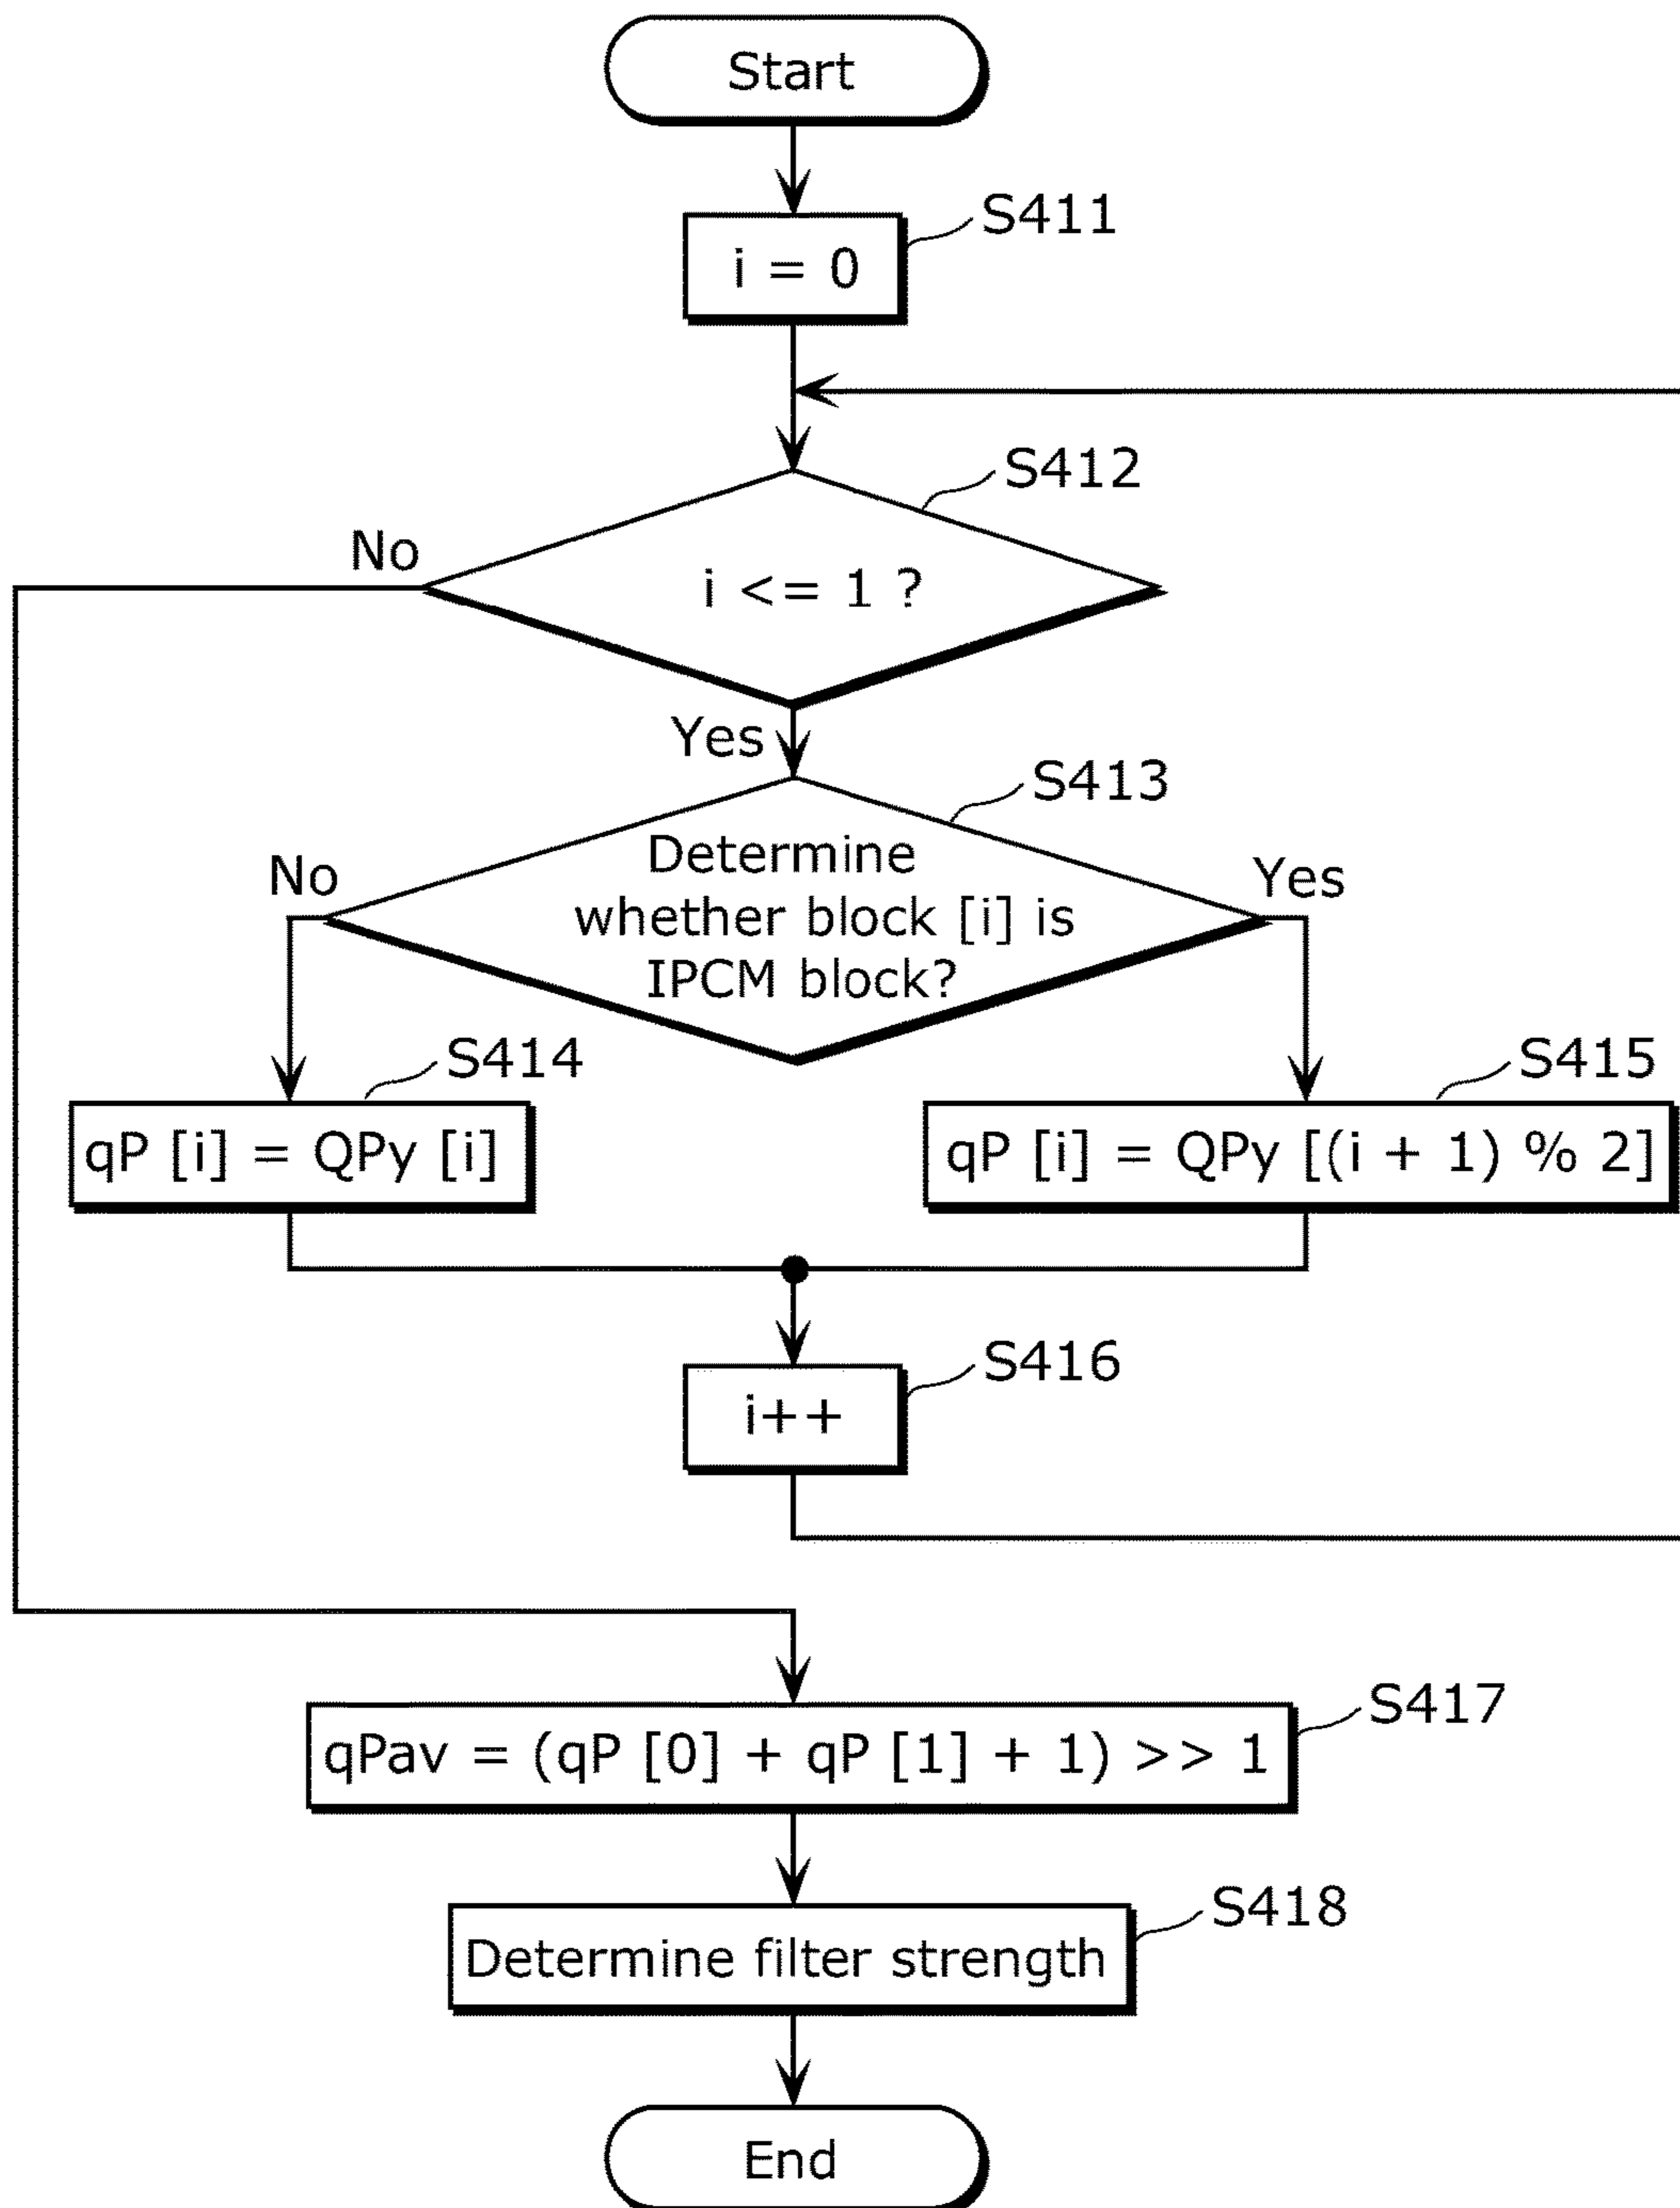 Start
S411
i = 0
S412
No
i <= 1 ?
Yes
S413
No
Determine
Yes
whether block [i] is
IPCM block?
S414
S415
qP [i] = QPy [i]
qP [i] = QPy [(i + 1) % 2]
S416
i++
S417
qPav = (qP [0] + qP [1] + 1) >> 1
S418
Determine filter strength
End